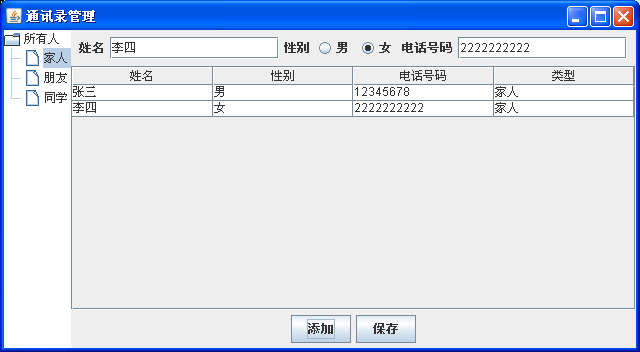 通讯录管理
所有人
家人
朋友
同学
姓名 李四 性别 男 女 电话号码 2222222222
姓名 性别 电话号码 类型
张三 男 12345678 家人
李四 女 2222222222 家人
添加 保存